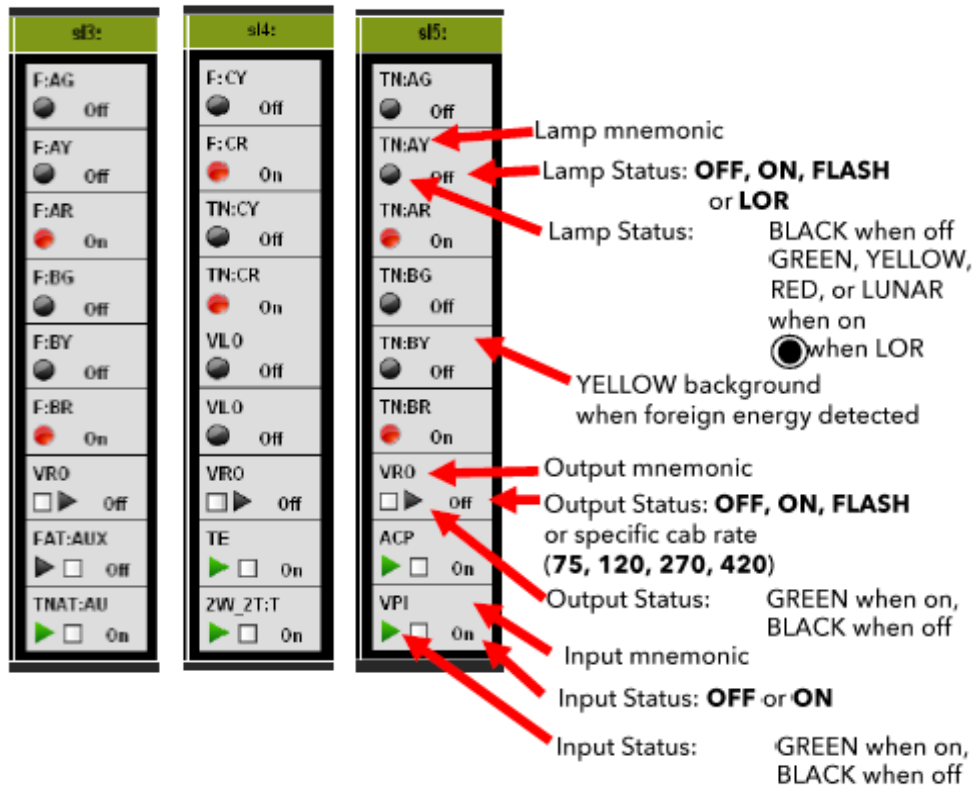 sl3:
F:AG
Off
F:AY
Off
F:AR
On
F:BG
Off
F:BY
Off
F:BR
On
VRO
Off
FAT:AUX
Off
TNAT:AU
On
sl4:
F:CY
Off
F:CR
On
TN:CY
Off
TN:CR
On
VLO
Off
VLO
Off
VRO
Off
TE
On
2W_2T:T
On
sl5:
TN:AG
Off
TN:AY
Off
TN:AR
On
TN:BG
Off
TN:BY
Off
TN:BR
On
VRO
Off
ACP
On
VPI
On
Lamp mnemonic
Lamp Status: OFF, ON, FLASH
or LOR
Lamp Status: BLACK when off
GREEN, YELLOW,
RED, or LUNAR
when on
when LOR
YELLOW background
when foreign energy detected
Output mnemonic
Output Status: OFF, ON, FLASH
or specific cab rate
(75, 120, 270, 420)
Output Status: GREEN when on,
BLACK when off
Input mnemonic
Input Status: OFF or ON
Input Status: GREEN when on,
BLACK when off